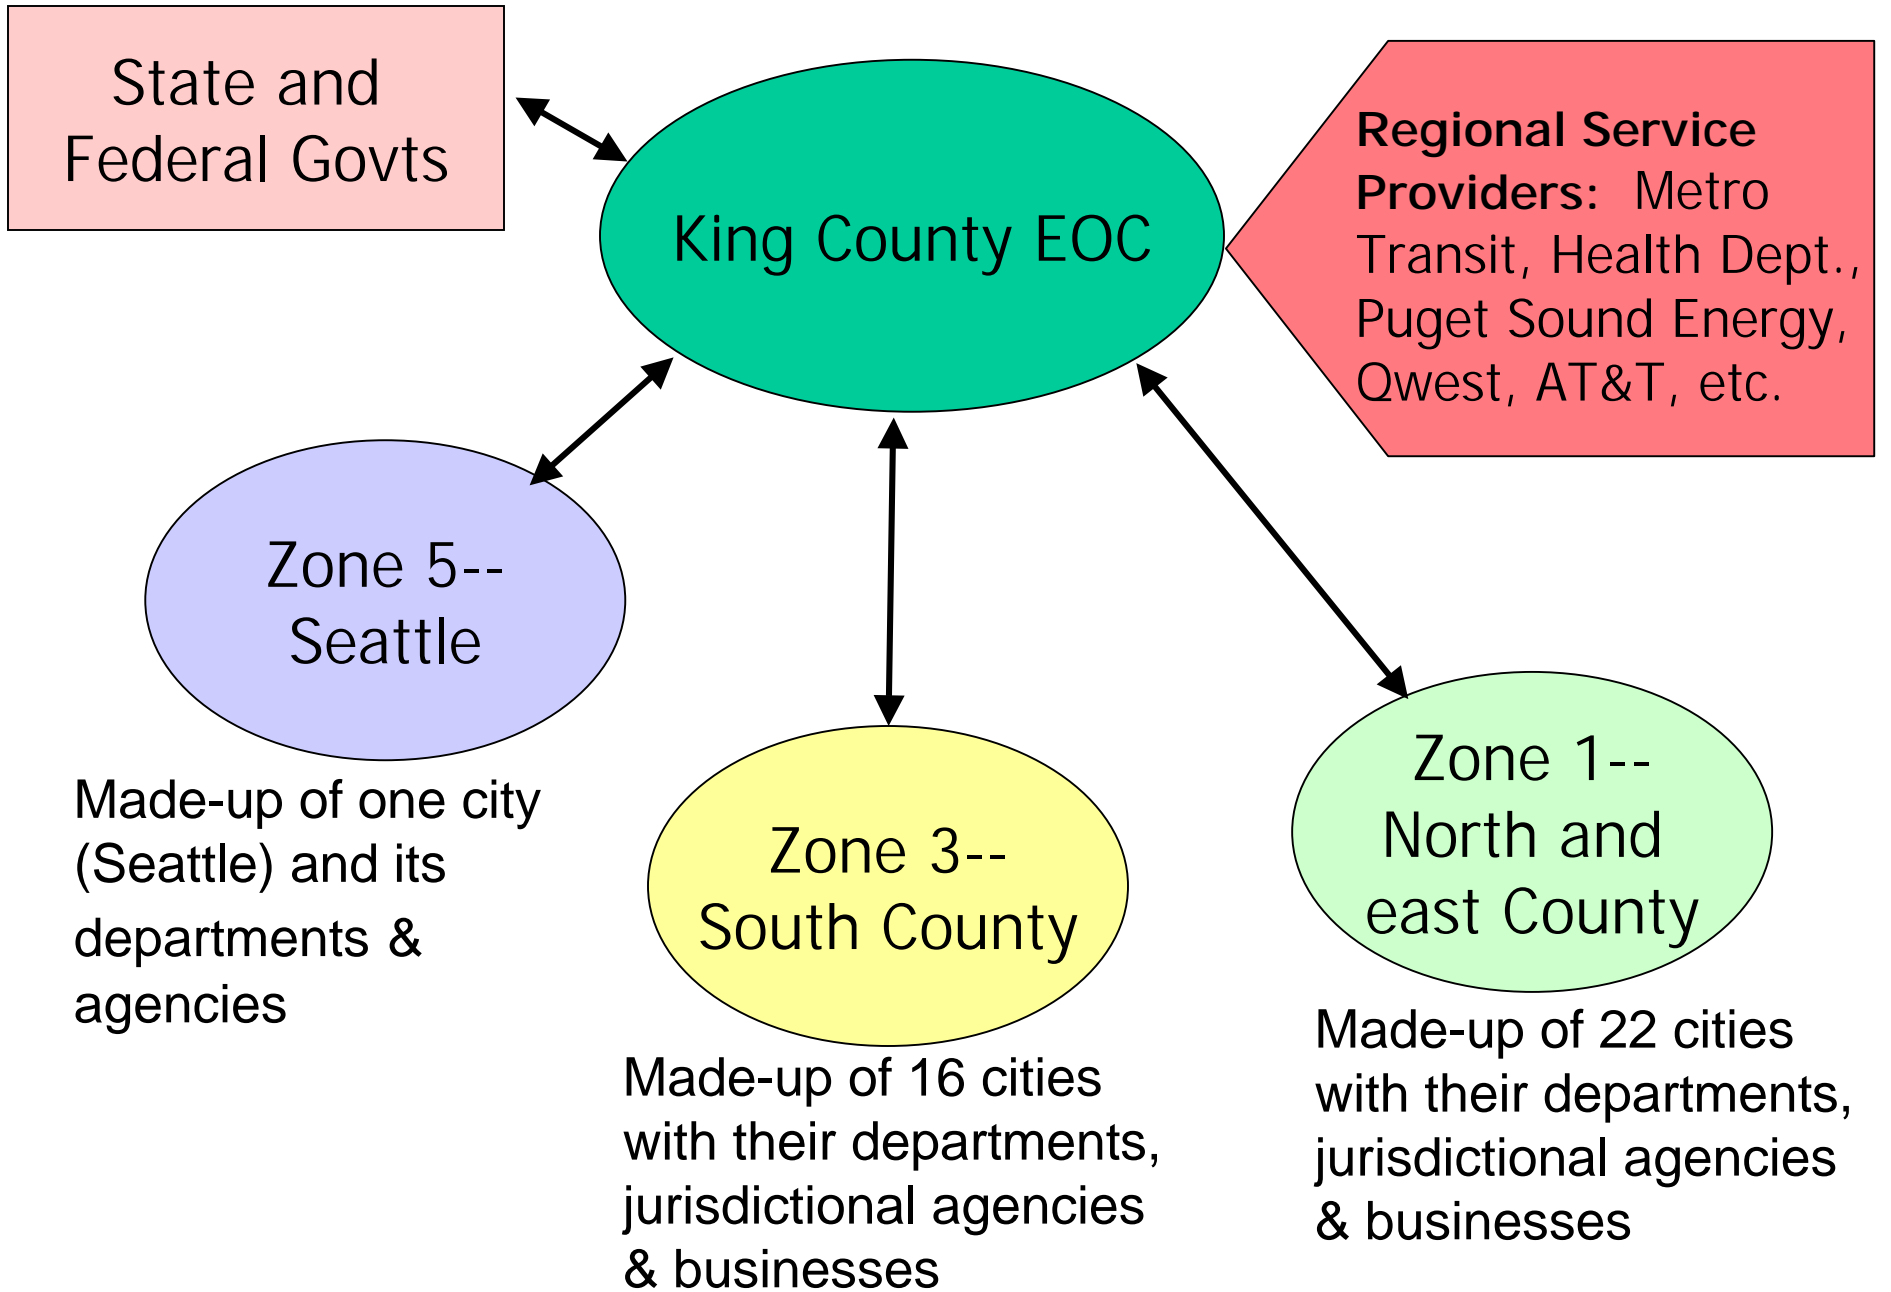 State and
Federal Govts
King County EOC
Regional Service
Providers: Metro
Transit, Health Dept.,
Puget Sound Energy,
Qwest, AT&T, etc.
Zone 5--
Seattle
Made-up of one city
(Seattle) and its
departments &
agencies
Zone 3--
South County
Made-up of 16 cities
with their departments,
jurisdictional agencies
& businesses
Zone 1--
North and
east County
Made-up of 22 cities
with their departments,
jurisdictional agencies
& businesses